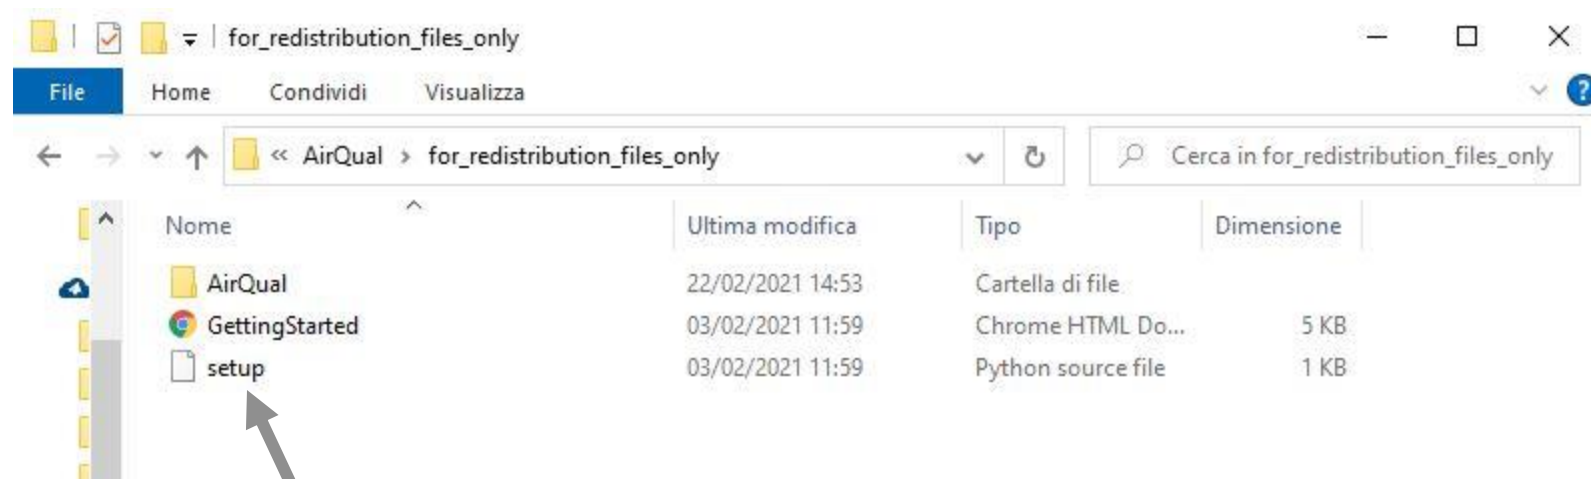 for_redistribution_files_only
File Home Condividi Visualizza ?
« AirQual > for_redistribution_files_only Cerca in for_redistribution_files_only
Nome Ultima modifica Tipo Dimensione
AirQual 22/02/2021 14:53 Cartella di file
GettingStarted 03/02/2021 11:59 Chrome HTML Do... 5 KB
setup 03/02/2021 11:59 Python source file 1 KB